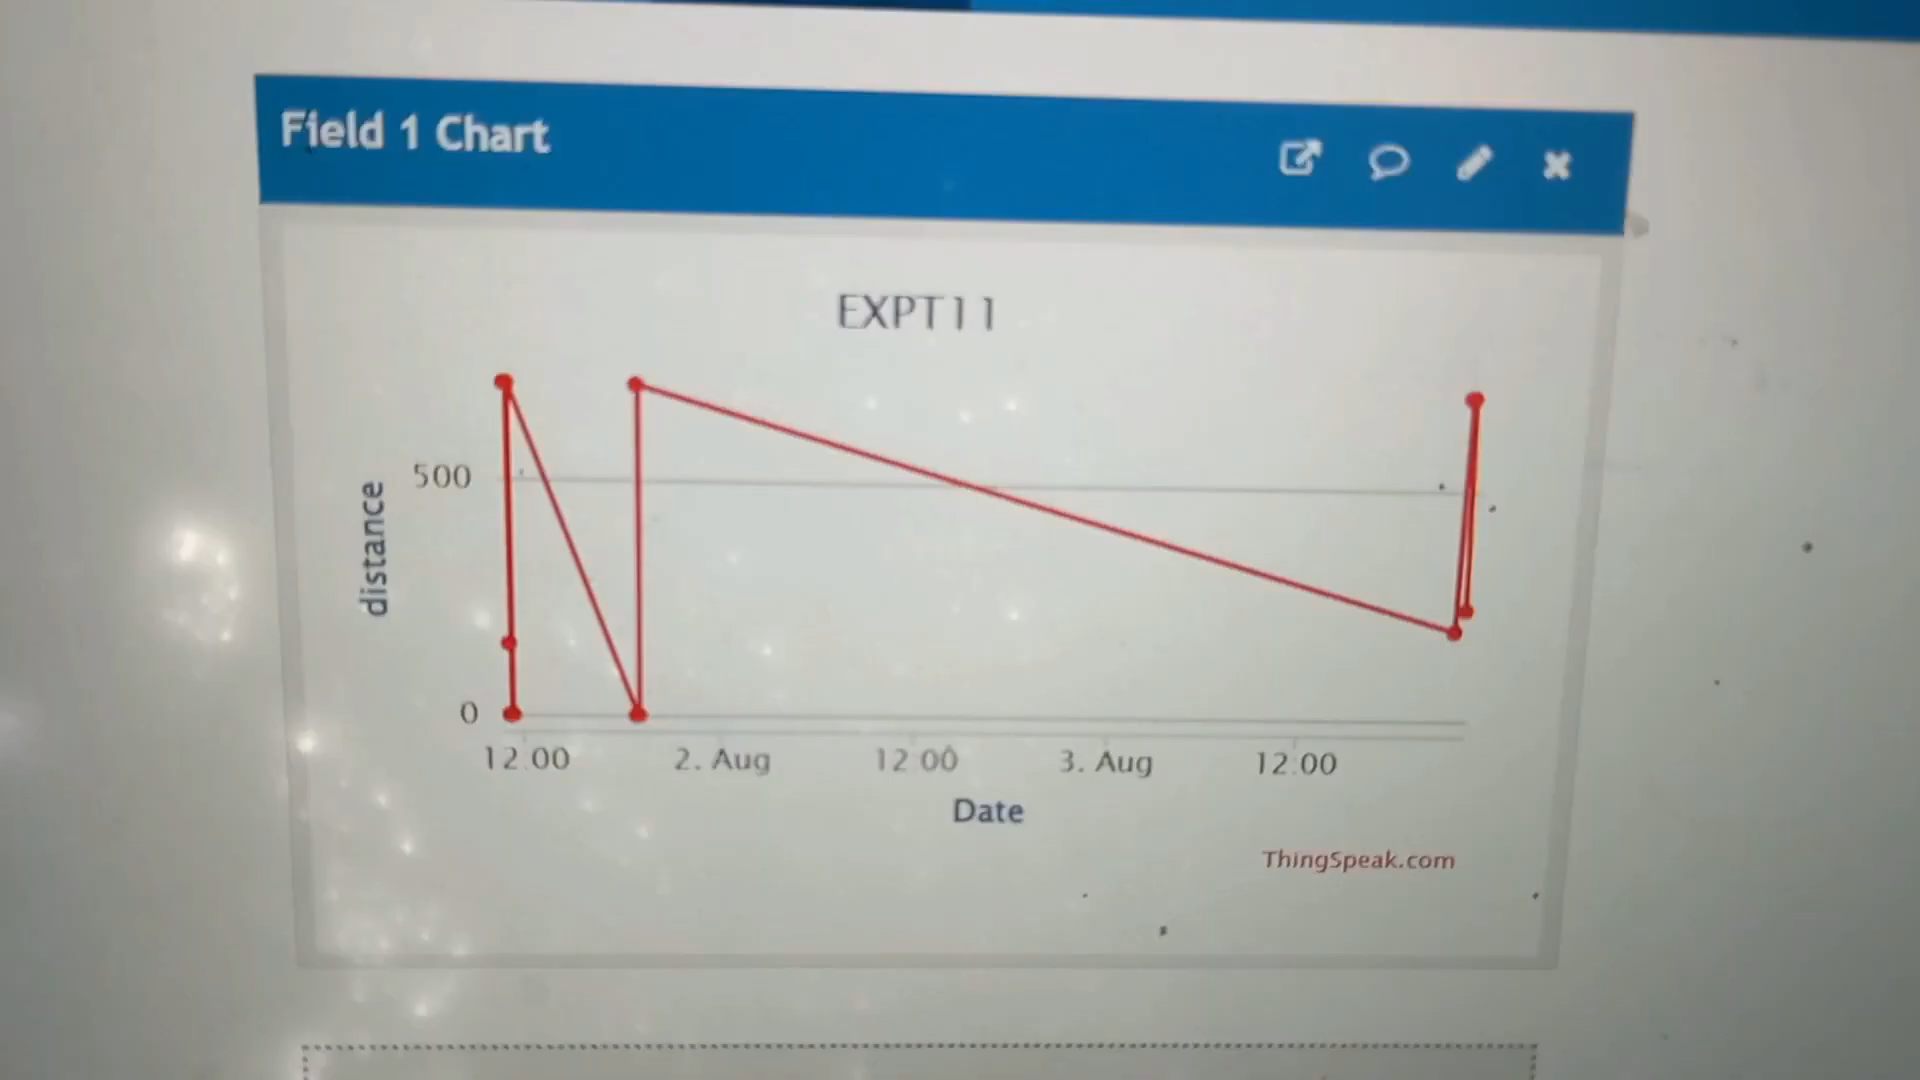 Field 1 Chart
EXPT11
distance
500
0
12:00 2. Aug 12:00 3. Aug 12:00
Date
ThingSpeak.com